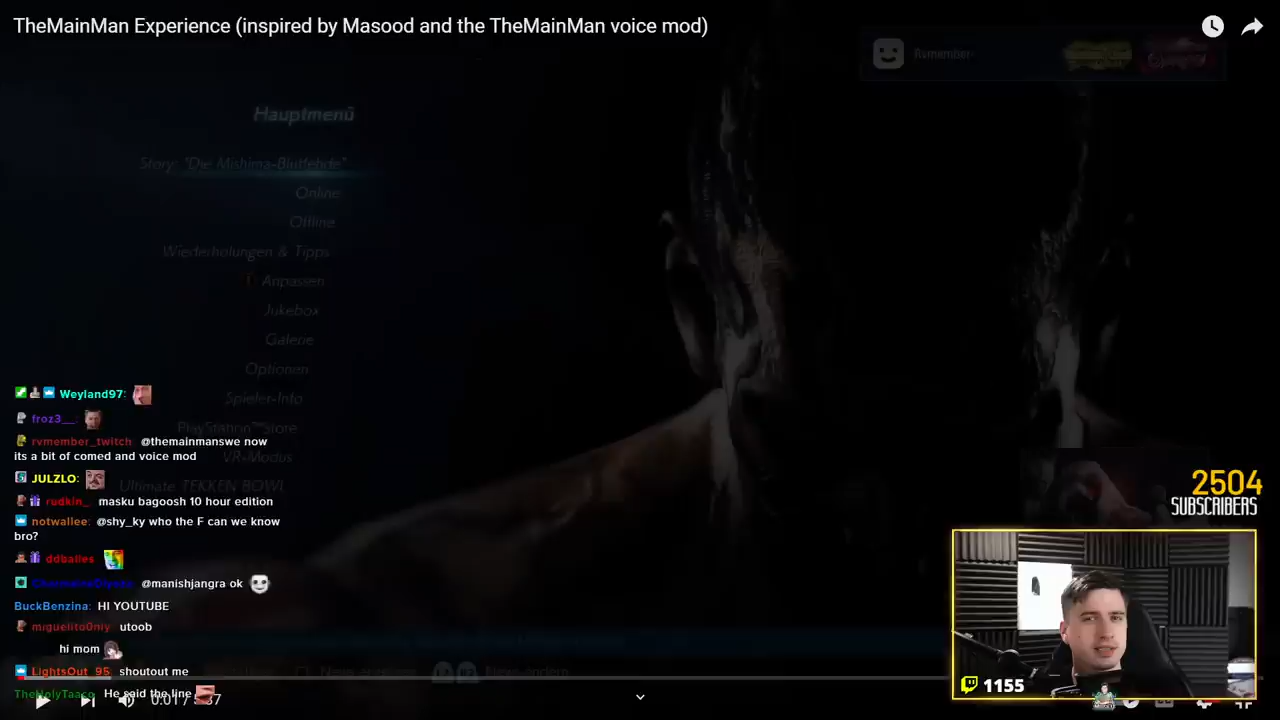 TheMainMan Experience (inspired by Masood and the TheMainMan voice mod)
Rvmember
Hauptmenü
Story: "Die Mishima-Blutfehde"
Online
Offline
Wiederholungen & Tipps
Anpassen
Jukebox
Galerie
Optionen
Spieler-Info
PlayStation™Store
VR-Modus
Ultimate TEKKEN BOWL
Weyland97:
froz3__:
rvmember_twitch @themainmanswe now
its a bit of comed and voice mod
JULZLO:
rudkin_ masku bagoosh 10 hour edition
notwallee: @shy_ky who the F can we know
bro?
ddballes
@manishjangra ok
BuckBenzina: HI YOUTUBE
miguelito0niy utoob
hi mom
LightsOut_95 shoutout me
TheHolyTaaco He said the line
2504
SUBSCRIBERS
1155